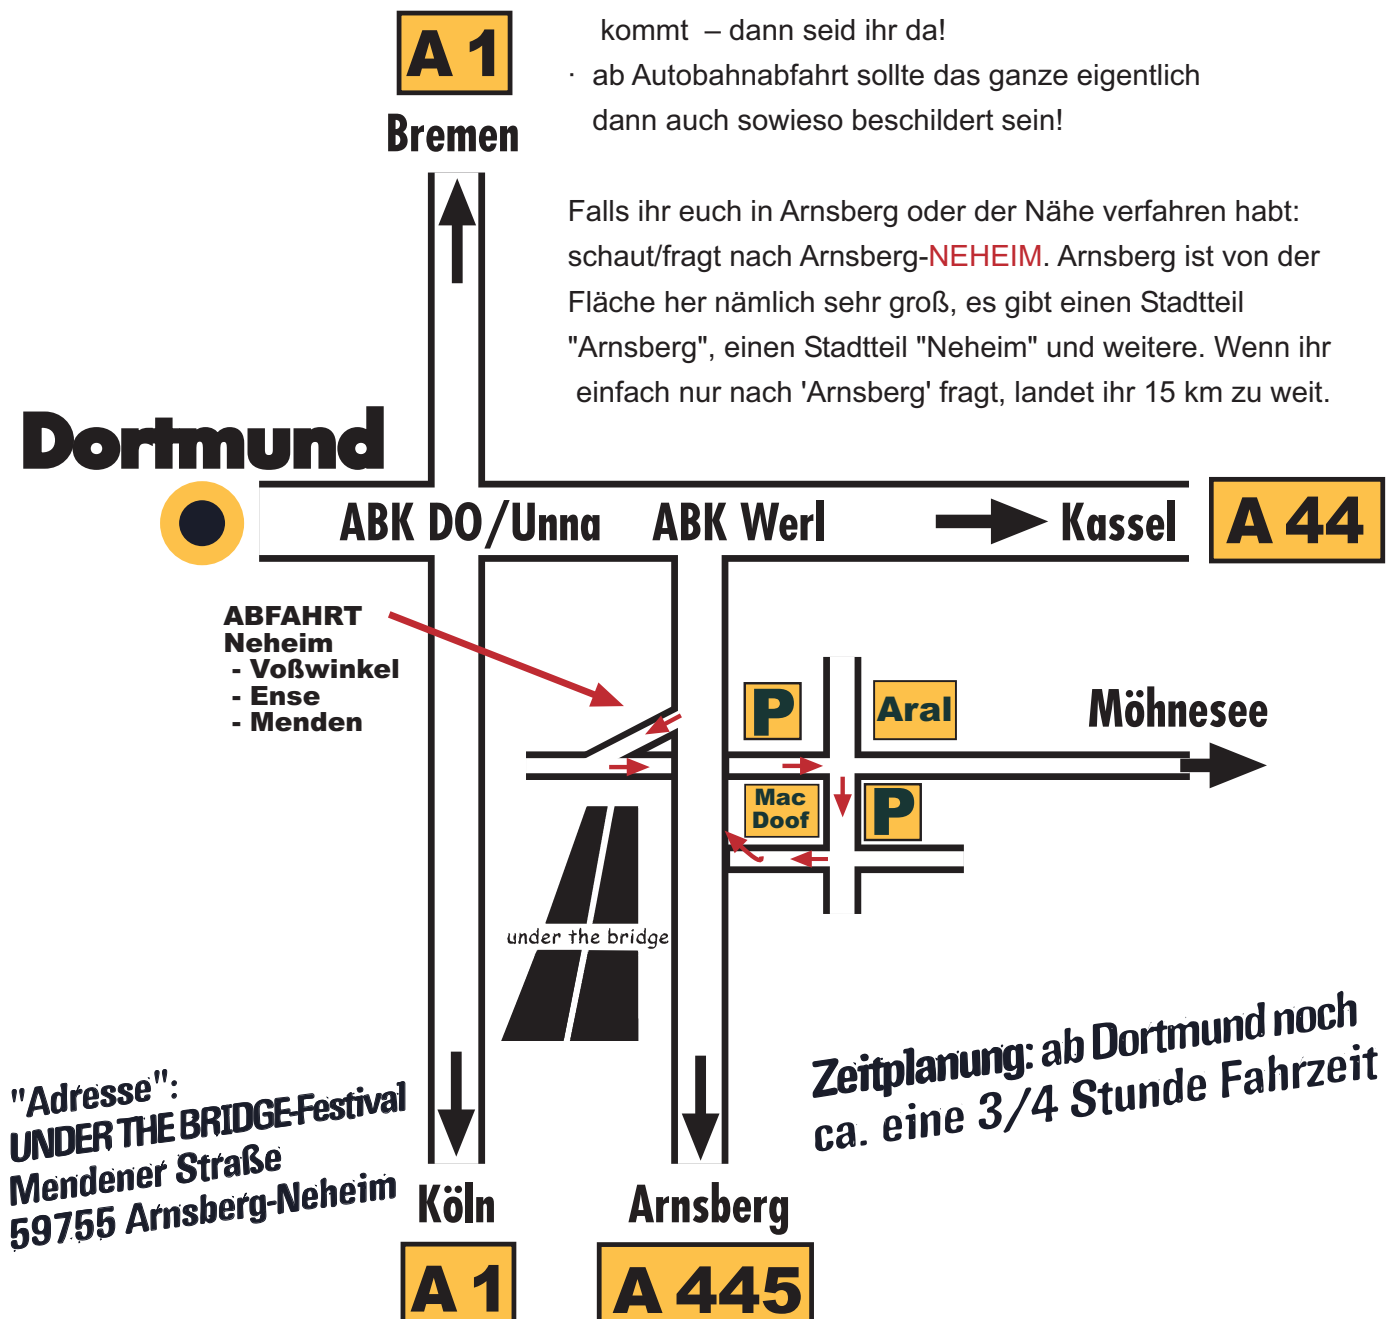 A 1
Bremen
kommt – dann seid ihr da!
· ab Autobahnabfahrt sollte das ganze eigentlich
dann auch sowieso beschildert sein!
Falls ihr euch in Arnsberg oder der Nähe verfahren habt:
schaut/fragt nach Arnsberg-NEHEIM. Arnsberg ist von der
Fläche her nämlich sehr groß, es gibt einen Stadtteil
"Arnsberg", einen Stadtteil "Neheim" und weitere. Wenn ihr
einfach nur nach 'Arnsberg' fragt, landet ihr 15 km zu weit.
Dortmund
ABK DO/Unna
ABK Werl
Kassel
A 44
ABFAHRT
Neheim
- Voßwinkel
- Ense
- Menden
P
Aral
Möhnesee
Mac
Doof
P
under the bridge
Zeitplanung: ab Dortmund noch
ca. eine 3/4 Stunde Fahrzeit
"Adresse":
UNDER THE BRIDGE-Festival
Mendener Straße
59755 Arnsberg-Neheim
Köln
A 1
Arnsberg
A 445